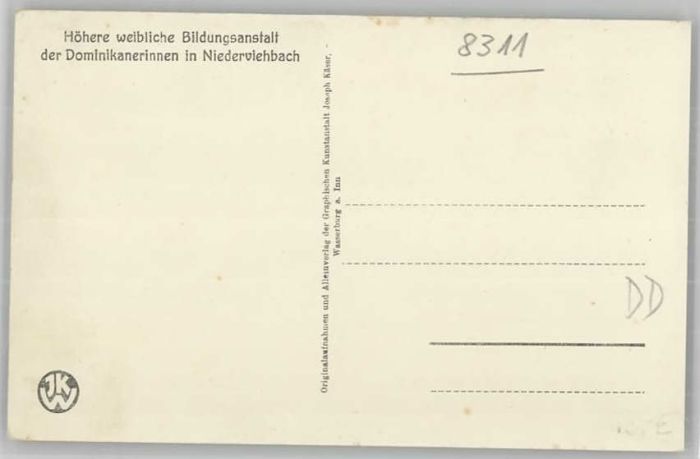 Höhere weibliche Bildungsanstalt
der Dominikanerinnen in Niederviehbach
8311
Originalaufnahmen und Alleinverlag der Graphischen Kunstanstalt Joseph Käser,
Wasserburg a. Inn
DD
JKW